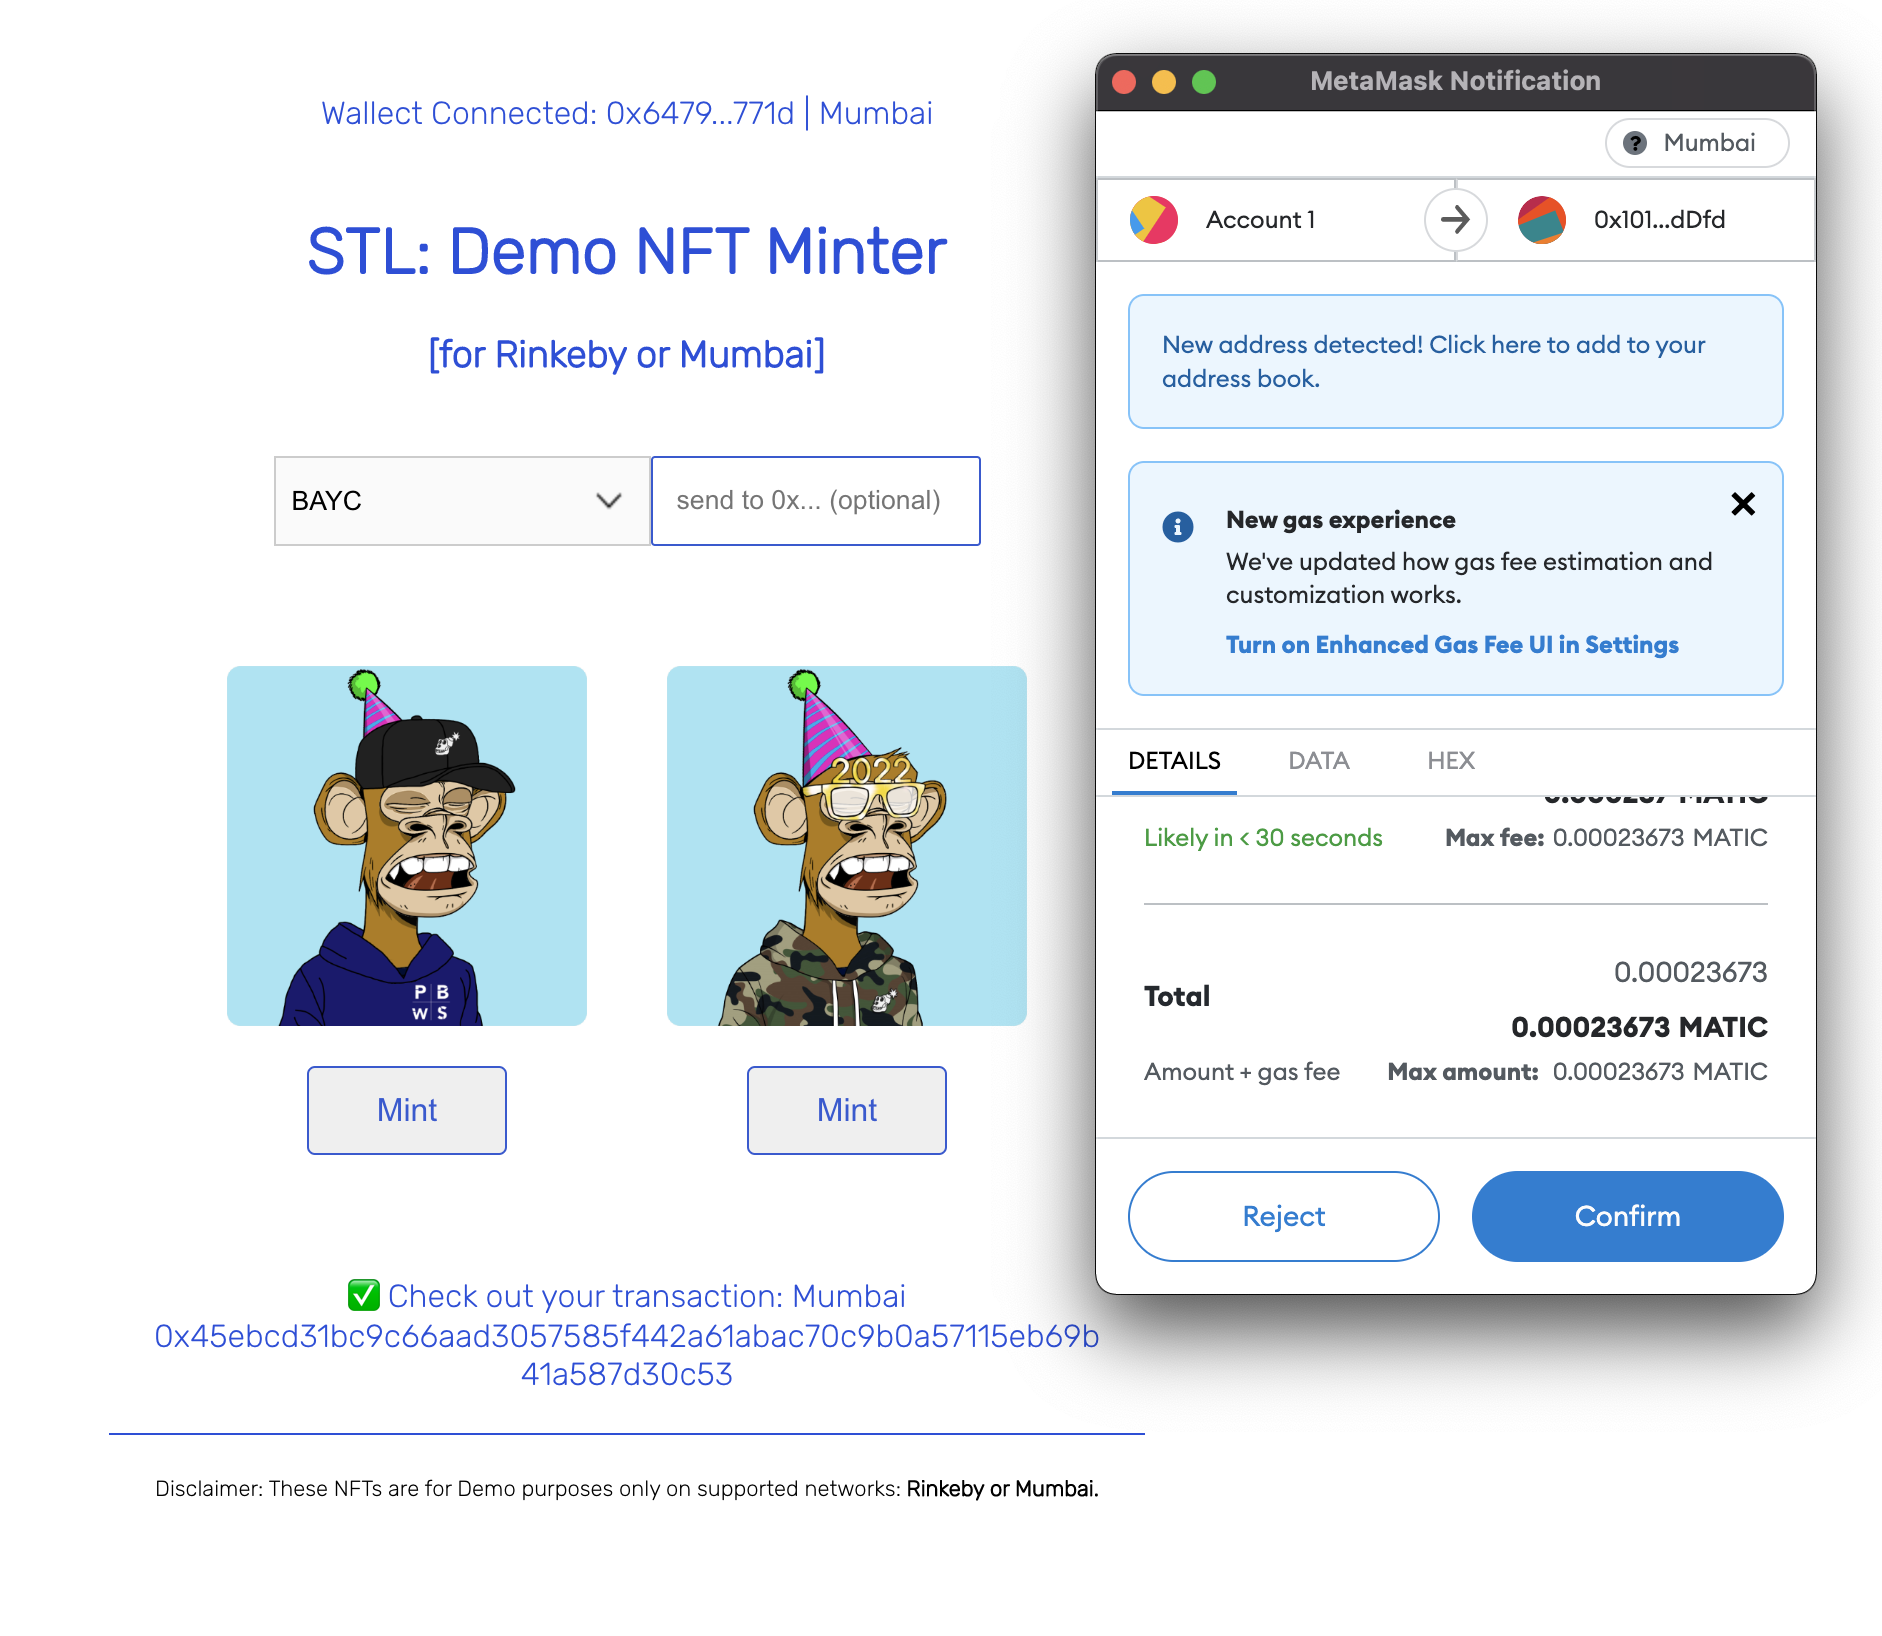 Wallect Connected: 0x6479...771d | Mumbai
STL: Demo NFT Minter
[for Rinkeby or Mumbai]
BAYC
send to 0x... (optional)
2022
P B
W S
Mint
Mint
✅ Check out your transaction: Mumbai
0x45ebcd31bc9c66aad3057585f442a61abac70c9b0a57115eb69b
41a587d30c53
Disclaimer: These NFTs are for Demo purposes only on supported networks: Rinkeby or Mumbai.
MetaMask Notification
? Mumbai
Account 1
0x101...dDfd
New address detected! Click here to add to your
address book.
New gas experience
We've updated how gas fee estimation and
customization works.
Turn on Enhanced Gas Fee UI in Settings
DETAILS
DATA
HEX
0.000237 MATIC
Likely in < 30 seconds
Max fee: 0.00023673 MATIC
0.00023673
Total
0.00023673 MATIC
Amount + gas fee
Max amount: 0.00023673 MATIC
Reject
Confirm